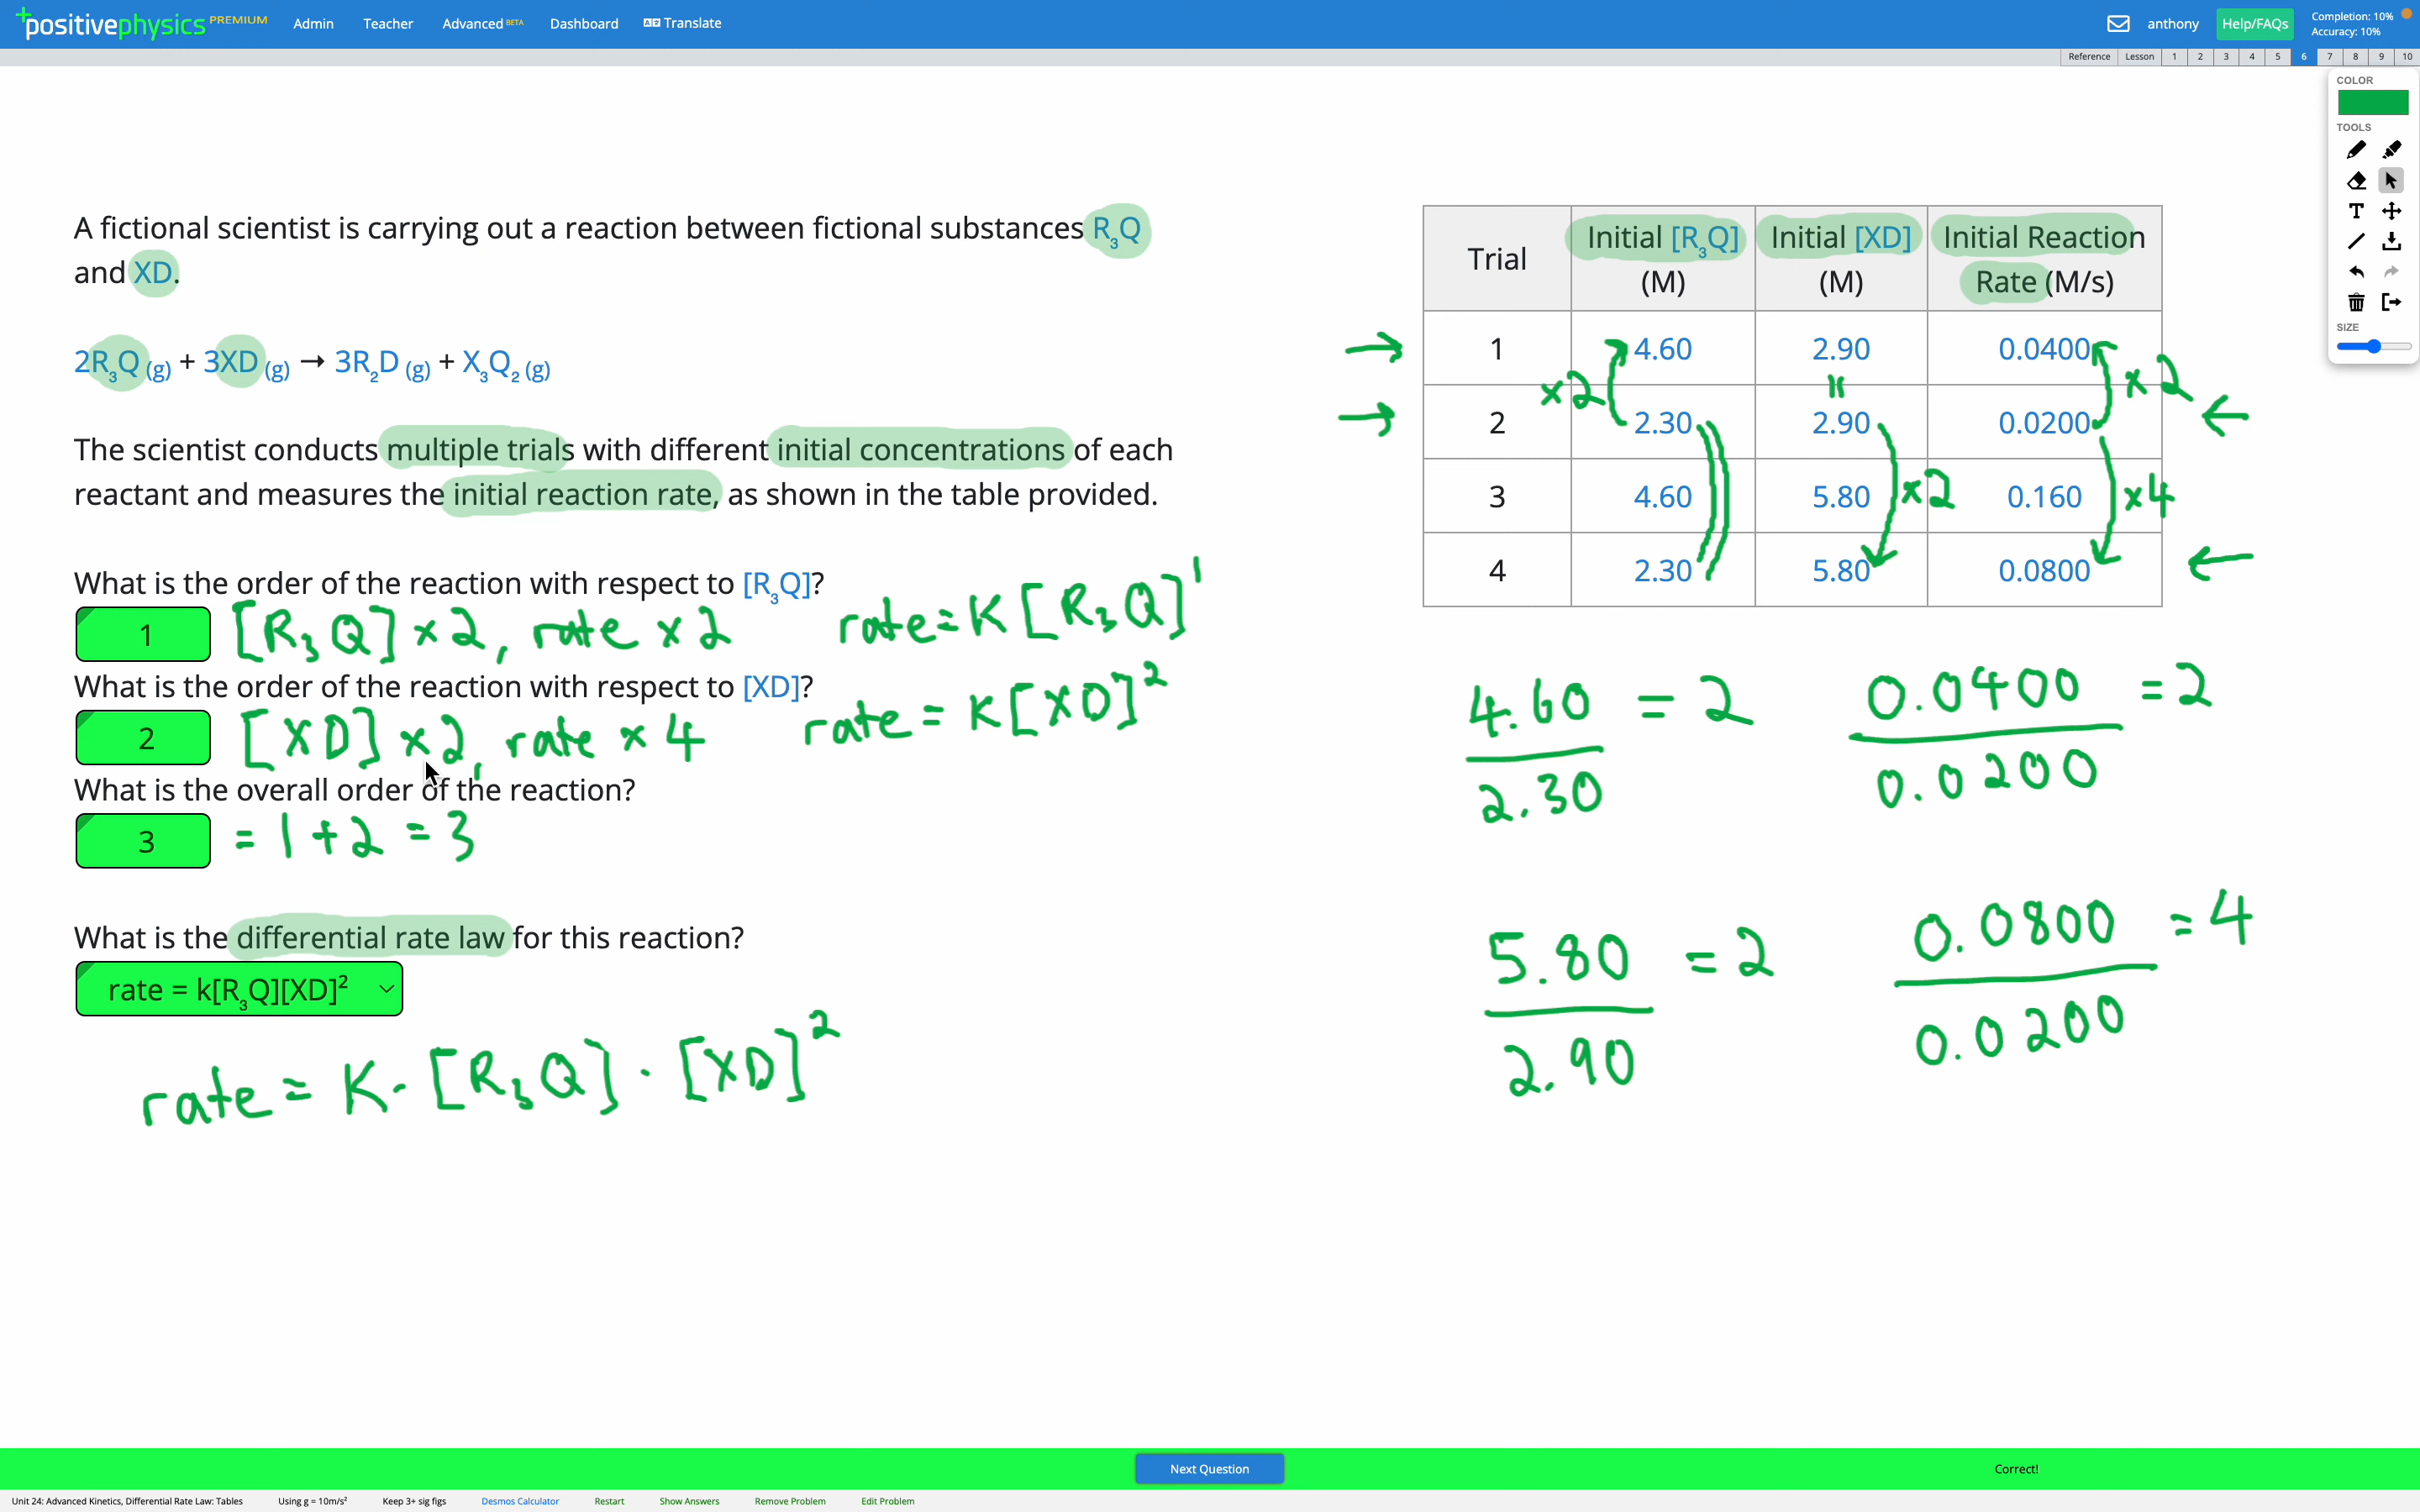 positivephysics PREMIUM Admin Teacher Advanced BETA Dashboard Translate anthony Help/FAQs Completion: 10%
Accuracy: 10%
Reference Lesson 1 2 3 4 5 6 7 8 9 10
COLOR
TOOLS
T
SIZE
A fictional scientist is carrying out a reaction between fictional substances R₃Q
and XD.
2R₃Q (g) + 3XD (g) → 3R₂D (g) + X₃Q₂ (g)
The scientist conducts multiple trials with different initial concentrations of each
reactant and measures the initial reaction rate, as shown in the table provided.
Trial Initial [R₃Q] (M) Initial [XD] (M) Initial Reaction Rate (M/s)
1 4.60 2.90 0.0400
×2 = ×2
2 2.30 2.90 0.0200
3 4.60 5.80 ×2 0.160 ×4
4 2.30 5.80 0.0800
What is the order of the reaction with respect to [R₃Q]?
1 [R₃Q] ×2, rate ×2 rate = K[R₃Q]¹
What is the order of the reaction with respect to [XD]?
2 [XD] ×2, rate ×4 rate = K[XD]²
What is the overall order of the reaction?
3 = 1 + 2 = 3
What is the differential rate law for this reaction?
rate = k[R₃Q][XD]²
rate = K · [R₃Q] · [XD]²
4.60 = 2 0.0400 = 2
2.30 0.0200
5.80 = 2 0.0800 = 4
2.90 0.0200
Next Question Correct!
Unit 24: Advanced Kinetics, Differential Rate Law: Tables Using g = 10m/s² Keep 3+ sig figs Desmos Calculator Restart Show Answers Remove Problem Edit Problem